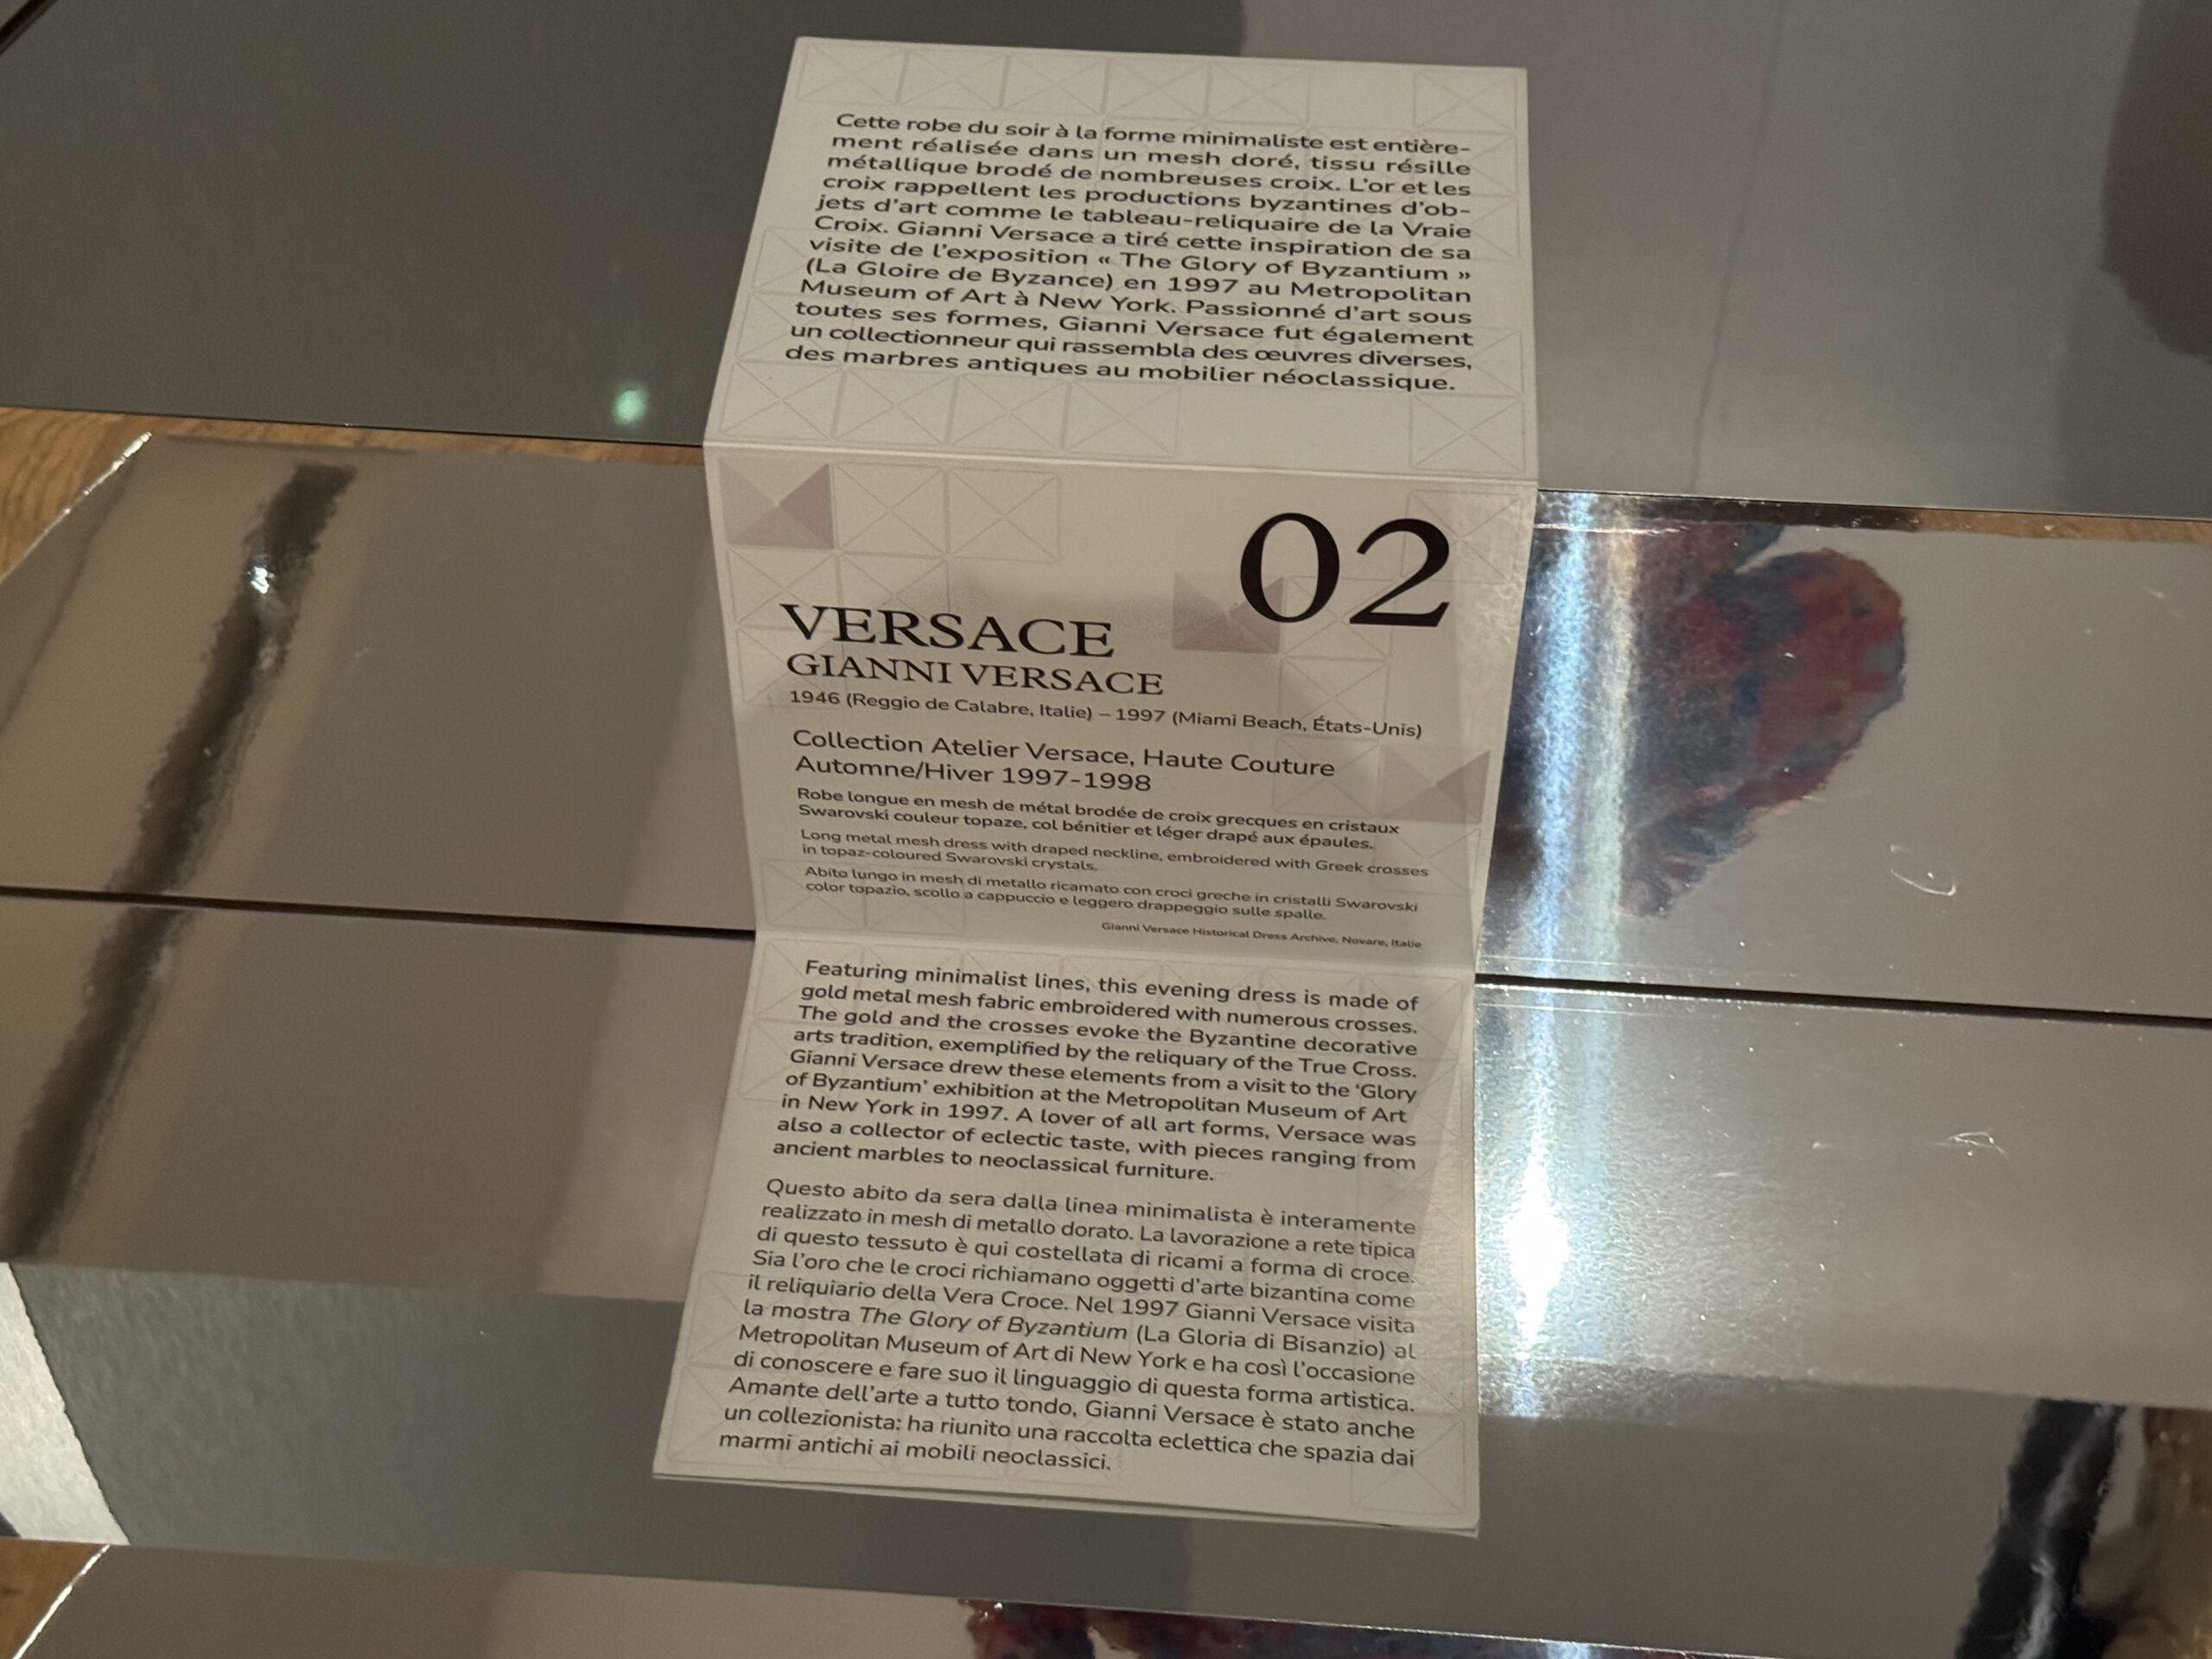 Cette robe du soir à la forme minimaliste est entière-
ment réalisée dans un mesh doré, tissu résille
métallique brodé de nombreuses croix. L'or et les
croix rappellent les productions byzantines d'ob-
jets d'art comme le tableau-reliquaire de la Vraie
Croix. Gianni Versace a tiré cette inspiration de sa
visite de l'exposition « The Glory of Byzantium »
(La Gloire de Byzance) en 1997 au Metropolitan
Museum of Art à New York. Passionné d'art sous
toutes ses formes, Gianni Versace fut également
un collectionneur qui rassembla des œuvres diverses,
des marbres antiques au mobilier néoclassique.
02
VERSACE
GIANNI VERSACE
1946 (Reggio de Calabre, Italie) – 1997 (Miami Beach, États-Unis)
Collection Atelier Versace, Haute Couture
Automne/Hiver 1997-1998
Robe longue en mesh de métal brodée de croix grecques en cristaux
Swarovski couleur topaze, col bénitier et léger drapé aux épaules.
Long metal mesh dress with draped neckline, embroidered with Greek crosses
in topaz-coloured Swarovski crystals.
Abito lungo in mesh di metallo ricamato con croci greche in cristalli Swarovski
color topazio, scollo a cappuccio e leggero drappeggio sulle spalle.
Gianni Versace Historical Dress Archive, Novare, Italie
Featuring minimalist lines, this evening dress is made of
gold metal mesh fabric embroidered with numerous crosses.
The gold and the crosses evoke the Byzantine decorative
arts tradition, exemplified by the reliquary of the True Cross.
Gianni Versace drew these elements from a visit to the 'Glory
of Byzantium' exhibition at the Metropolitan Museum of Art
in New York in 1997. A lover of all art forms, Versace was
also a collector of eclectic taste, with pieces ranging from
ancient marbles to neoclassical furniture.
Questo abito da sera dalla linea minimalista è interamente
realizzato in mesh di metallo dorato. La lavorazione a rete tipica
di questo tessuto è qui costellata di ricami a forma di croce.
Sia l'oro che le croci richiamano oggetti d'arte bizantina come
il reliquiario della Vera Croce. Nel 1997 Gianni Versace visita
la mostra The Glory of Byzantium (La Gloria di Bisanzio) al
Metropolitan Museum of Art di New York e ha così l'occasione
di conoscere e fare suo il linguaggio di questa forma artistica.
Amante dell'arte a tutto tondo, Gianni Versace è stato anche
un collezionista: ha riunito una raccolta eclettica che spazia dai
marmi antichi ai mobili neoclassici.